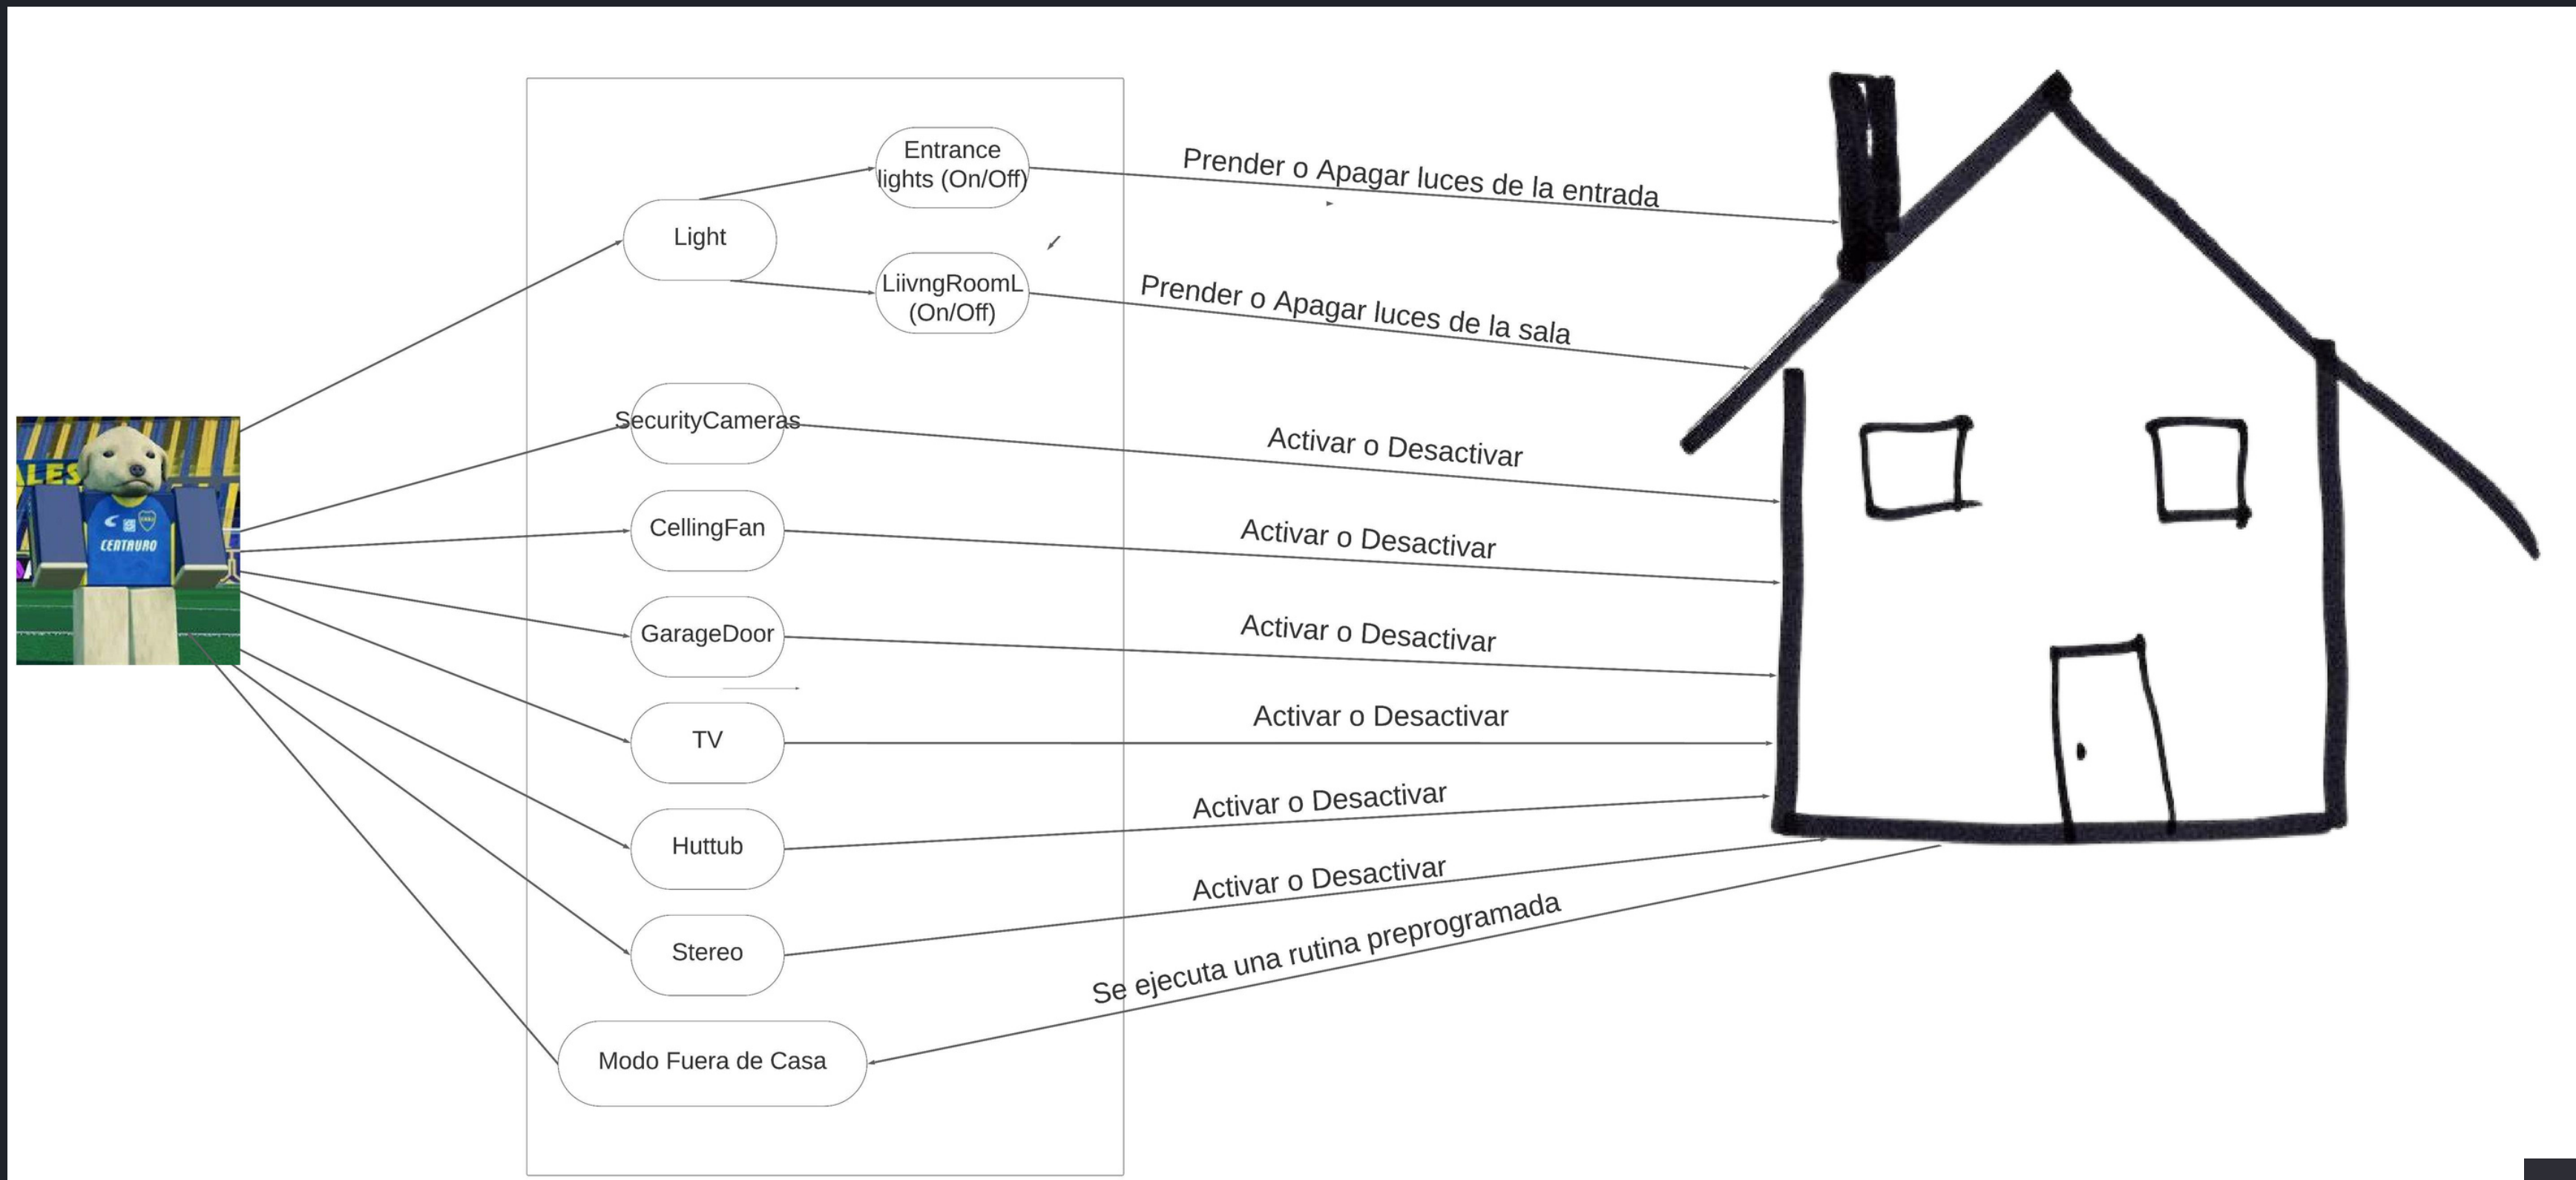 Entrance
lights (On/Off)
Prender o Apagar luces de la entrada
Light
LiivngRoomL
(On/Off)
Prender o Apagar luces de la sala
SecurityCameras
Activar o Desactivar
ALES
CENTAURO
CellingFan
Activar o Desactivar
GarageDoor
Activar o Desactivar
TV
Activar o Desactivar
Huttub
Activar o Desactivar
Stereo
Activar o Desactivar
Modo Fuera de Casa
Se ejecuta una rutina preprogramada